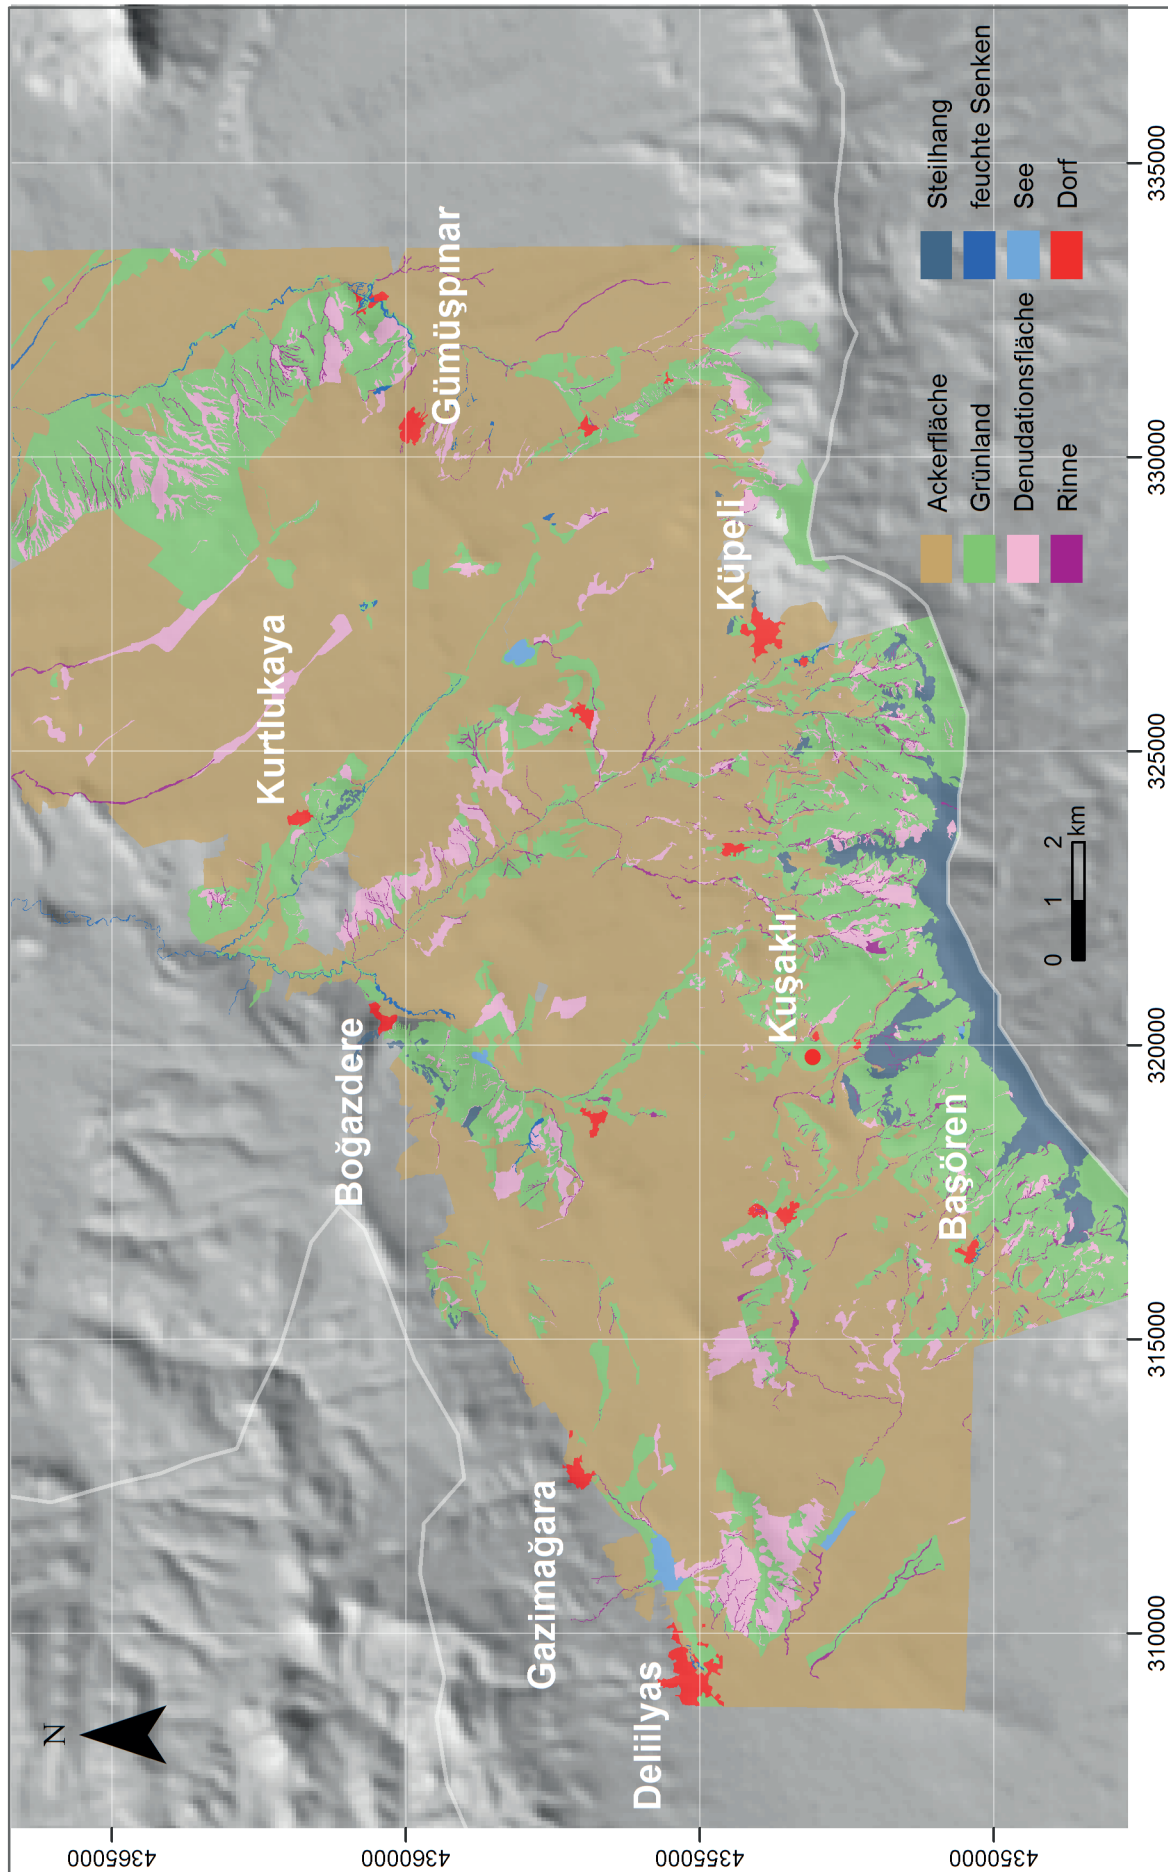 N
Kurtlukaya
Gümüşpınar
Boğazdere
Gazimağara
Deliilyas
Küpeli
Kuşaklı
Başören
Ackerfläche
Grünland
Denudationsfläche
Rinne
Steilhang
feuchte Senken
See
Dorf
0 1 2
km
4365000
4360000
4355000
4350000
310000
315000
320000
325000
330000
335000